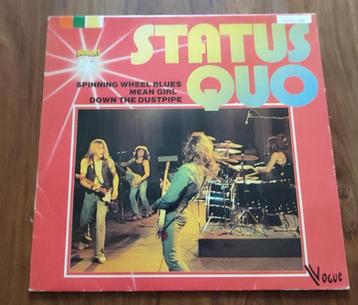 STATUS
QUO
SPINNING WHEEL BLUES
MEAN GIRL
DOWN THE DUSTPIPE
VOGUE